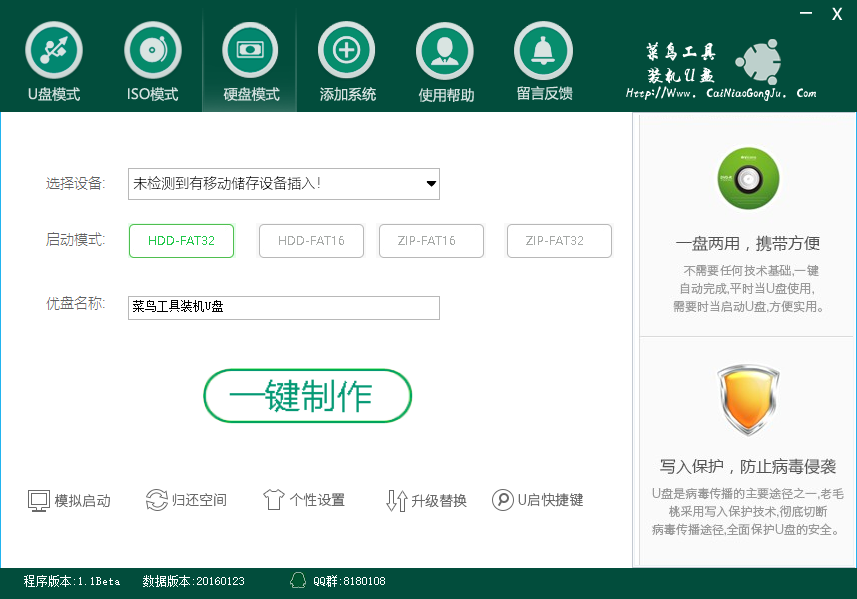 U盘模式
ISO模式
硬盘模式
添加系统
使用帮助
留言反馈
菜鸟工具
装机U盘
Http://Www. CaiNiaoGongJu. Com
X
选择设备:
未检测到有移动储存设备插入!
启动模式:
HDD-FAT32
HDD-FAT16
ZIP-FAT16
ZIP-FAT32
优盘名称:
菜鸟工具装机U盘
一键制作
模拟启动
归还空间
个性设置
升级替换
U启快捷键
一盘两用，携带方便
不需要任何技术基础,一键
自动完成,平时当U盘使用,
需要时当启动U盘,方便实用。
写入保护，防止病毒侵袭
U盘是病毒传播的主要途径之一,老毛
桃采用写入保护技术,彻底切断
病毒传播途径,全面保护U盘的安全。
程序版本:1.1Beta
数据版本:20160123
QQ群:8180108